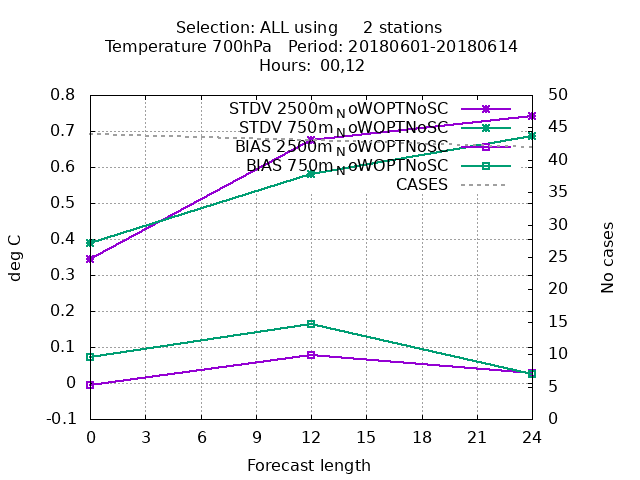 Selection: ALL using 2 stations
Temperature 700hPa Period: 20180601-20180614
Hours: 00,12
STDV 2500m_NoWOPTNoSC
STDV 750m_NoWOPTNoSC
BIAS 2500m_NoWOPTNoSC
BIAS 750m_NoWOPTNoSC
CASES
deg C
0.8
0.7
0.6
0.5
0.4
0.3
0.2
0.1
0
-0.1
50
45
40
35
30
25
20
15
10
5
0
No cases
0 3 6 9 12 15 18 21 24
Forecast length